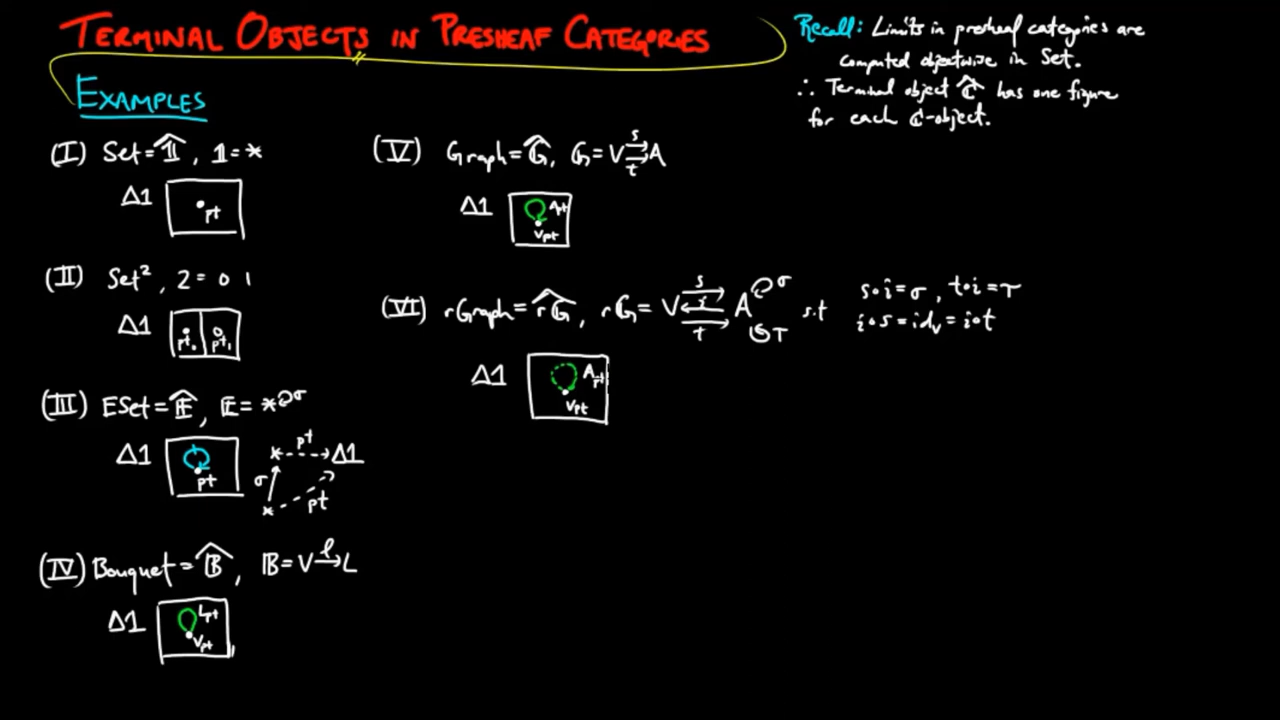 TERMINAL OBJECTS IN PRESHEAF CATEGORIES
EXAMPLES
Recall: Limits in presheaf categories are
computed objectwise in Set.
∴ Terminal object ℂ̂ has one figure
for each ℂ-object.
(I) Set = 𝟙̂, 𝟙 = *
Δ1
pt
(II) Set², 2 = 0 1
Δ1
pt₀ pt₁
(III) ESet = 𝔼̂, 𝔼 = * σ
Δ1
pt
* pt Δ1
σ
* pt
(IV) Bouquet = 𝔹̂, 𝔹 = V →ˡ L
Δ1
Lpt
Vpt
(V) Graph = 𝔾̂, 𝔾 = V ⇉ A
s
t
Δ1
Apt
Vpt
(VI) rGraph = r𝔾̂, r𝔾 = V A s.t
s
i
t
σ
τ
s∘i = σ, t∘i = τ
i∘s = id_V = i∘t
Δ1
Apt
Vpt